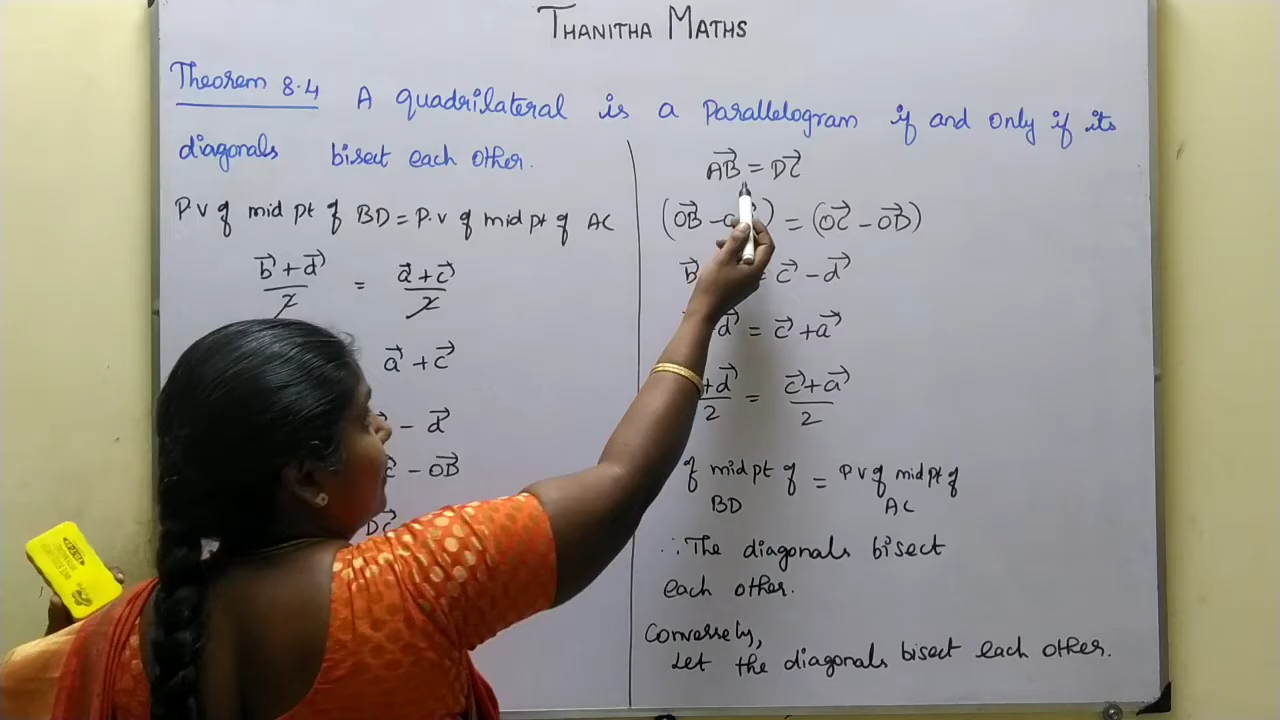 THANITHA MATHS
Theorem 8.4 A quadrilateral is a parallelogram if and only if its
diagonals bisect each other.
P v of mid pt of BD = P.v of mid pt of AC
(b⃗ + d⃗)/2 = (a⃗ + c⃗)/2
a⃗ + c⃗
- d⃗
- OB⃗
DC
AB⃗ = DC⃗
(OB⃗ - ) = (OC⃗ - OD⃗)
b⃗ = c⃗ - d⃗
d⃗ = c⃗ + a⃗
+ d⃗/2 = (c⃗ + a⃗)/2
of mid pt of = P v of mid pt of
BD AC
∴ The diagonals bisect
each other.
Conversely,
Let the diagonals bisect each other.